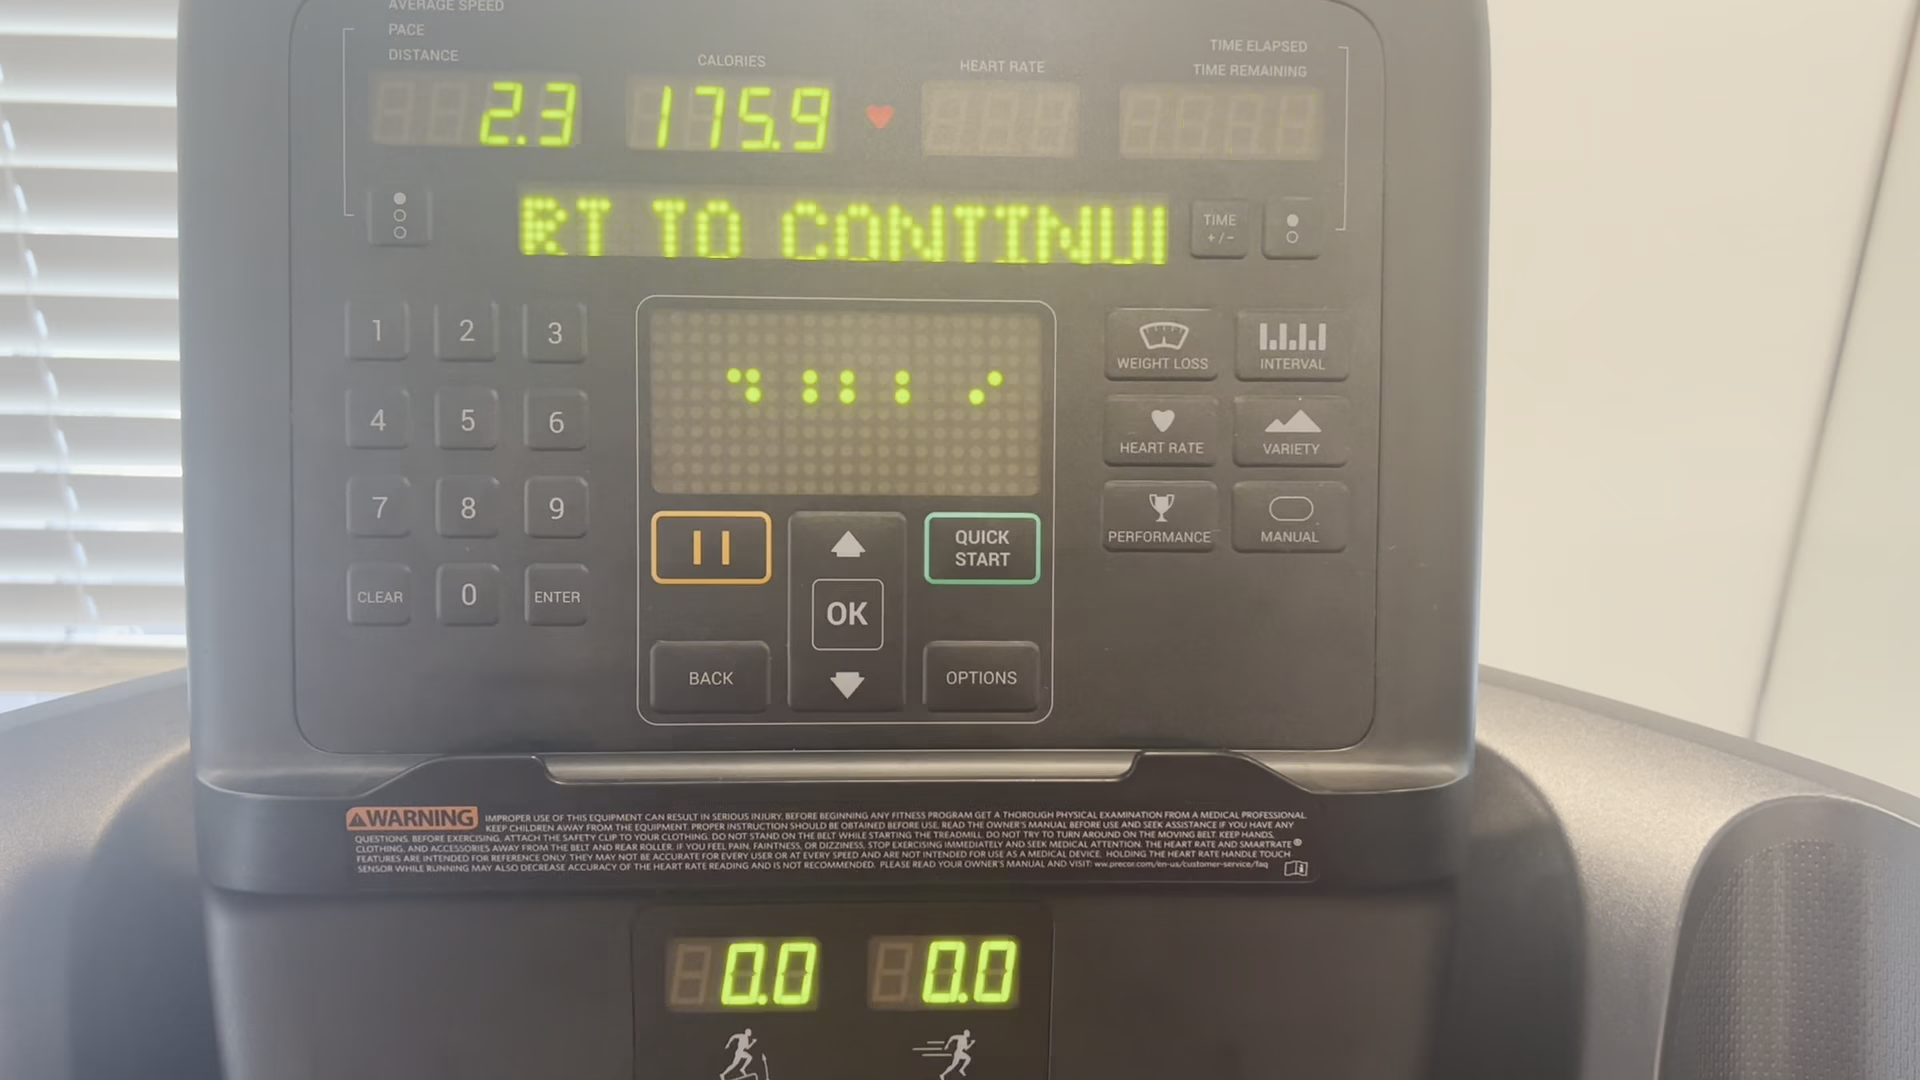 AVERAGE SPEED
PACE
DISTANCE
CALORIES
HEART RATE
TIME ELAPSED
TIME REMAINING
2.3
175.9
RT TO CONTINU
TIME
+/-
1 2 3
4 5 6
7 8 9
CLEAR 0 ENTER
QUICK
START
OK
BACK
OPTIONS
WEIGHT LOSS
INTERVAL
HEART RATE
VARIETY
PERFORMANCE
MANUAL
WARNING
IMPROPER USE OF THIS EQUIPMENT CAN RESULT IN SERIOUS INJURY. BEFORE BEGINNING ANY FITNESS PROGRAM GET A THOROUGH PHYSICAL EXAMINATION FROM A MEDICAL PROFESSIONAL.
KEEP CHILDREN AWAY FROM THE EQUIPMENT. PROPER INSTRUCTION SHOULD BE OBTAINED BEFORE USE. READ THE OWNER'S MANUAL BEFORE USE AND SEEK ASSISTANCE IF YOU HAVE ANY
QUESTIONS. BEFORE EXERCISING, ATTACH THE SAFETY CLIP TO YOUR CLOTHING. DO NOT STAND ON THE BELT WHILE STARTING THE TREADMILL. DO NOT TRY TO TURN AROUND ON THE MOVING BELT. KEEP HANDS,
CLOTHING, AND ACCESSORIES AWAY FROM THE BELT AND REAR ROLLER. IF YOU FEEL PAIN, FAINTNESS, OR DIZZINESS, STOP EXERCISING IMMEDIATELY AND SEEK MEDICAL ATTENTION. THE HEART RATE AND SMARTRATE®
FEATURES ARE INTENDED FOR REFERENCE ONLY. THEY MAY NOT BE ACCURATE FOR EVERY USER OR AT EVERY SPEED AND ARE NOT INTENDED FOR USE AS A MEDICAL DEVICE. HOLDING THE HEART RATE HANDLE TOUCH
SENSOR WHILE RUNNING MAY ALSO DECREASE ACCURACY OF THE HEART RATE READING AND IS NOT RECOMMENDED. PLEASE READ YOUR OWNER'S MANUAL AND VISIT: www.precor.com/en-us/customer-service/faq
0.0
0.0